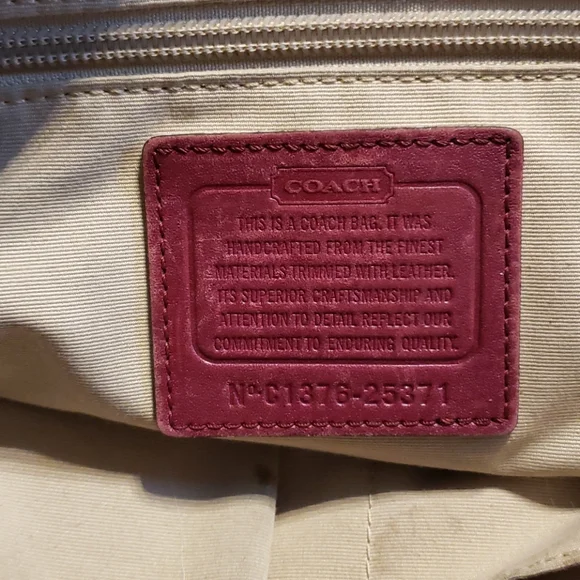 COACH
THIS IS A COACH BAG. IT WAS
HANDCRAFTED FROM THE FINEST
MATERIALS TRIMMED WITH LEATHER.
ITS SUPERIOR CRAFTSMANSHIP AND
ATTENTION TO DETAIL REFLECT OUR
COMMITMENT TO ENDURING QUALITY.
Nº C1376-25371